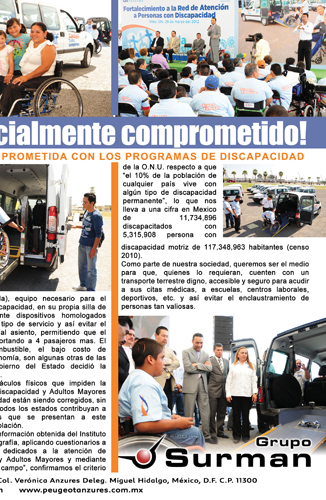 Fortalecimiento a la Red de Atención
a Personas con Discapacidad
cialmente comprometido!
PROMETIDA CON LOS PROGRAMAS DE DISCAPACIDAD
de la O.N.U. respecto a que
"el 10% de la población de
cualquier país vive con
algún tipo de discapacidad
permanente", lo que nos
lleva a una cifra en Mexico
de 11,734,896
discapacitados con
5,315,908 persona con
discapacidad motriz de 117,348,963 habitantes (censo
2010).
Como parte de nuestra sociedad, queremos ser el medio
para que, quienes lo requieran, cuenten con un
transporte terrestre digno, accesible y seguro para acudir
a sus citas médicas, a escuelas, centros laborales,
deportivos, etc. y así evitar el enclaustramiento de
personas tan valiosas.
la), equipo necesario para el
discapacidad, en su propia silla de
nte dispositivos homologados
tipo de servicio y así evitar el
al asiento, permitiendo que el
ortando a 4 pasajeros mas. El
mbustible, el bajo costo de
nomía, son algunas otras de las
bierno del Estado decidió la
áculos físicos que impiden la
Discapacidad y Adultos Mayores
dad están siendo corregidos, sin
todos los estados contribuyan a
as que se presentan a este
blación.
nformación obtenida del Instituto
grafía, aplicando cuestionarios a
dedicados a la atención de
y Adultos Mayores y mediante
campo", confirmamos el criterio
Grupo
Surman
Col. Verónica Anzures Deleg. Miguel Hidalgo, México, D.F. C.P. 11300
www.peugeotanzures.com.mx